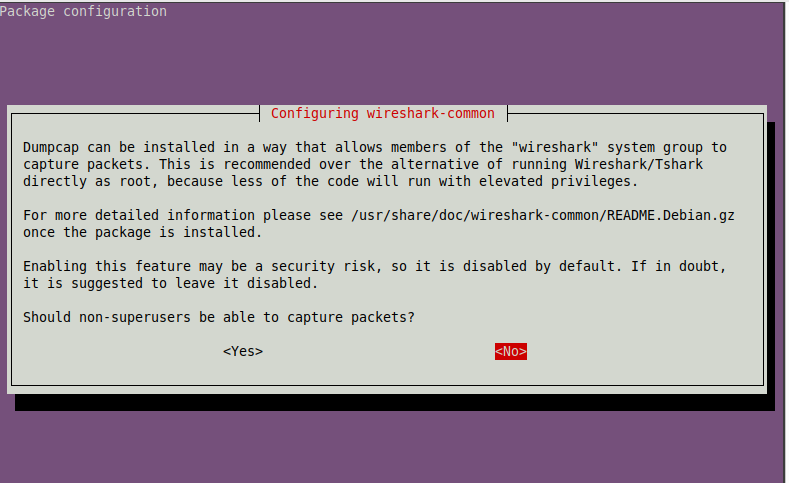 Package configuration
Configuring wireshark-common
Dumpcap can be installed in a way that allows members of the "wireshark" system group to
capture packets. This is recommended over the alternative of running Wireshark/Tshark
directly as root, because less of the code will run with elevated privileges.
For more detailed information please see /usr/share/doc/wireshark-common/README.Debian.gz
once the package is installed.
Enabling this feature may be a security risk, so it is disabled by default. If in doubt,
it is suggested to leave it disabled.
Should non-superusers be able to capture packets?
<Yes> <No>